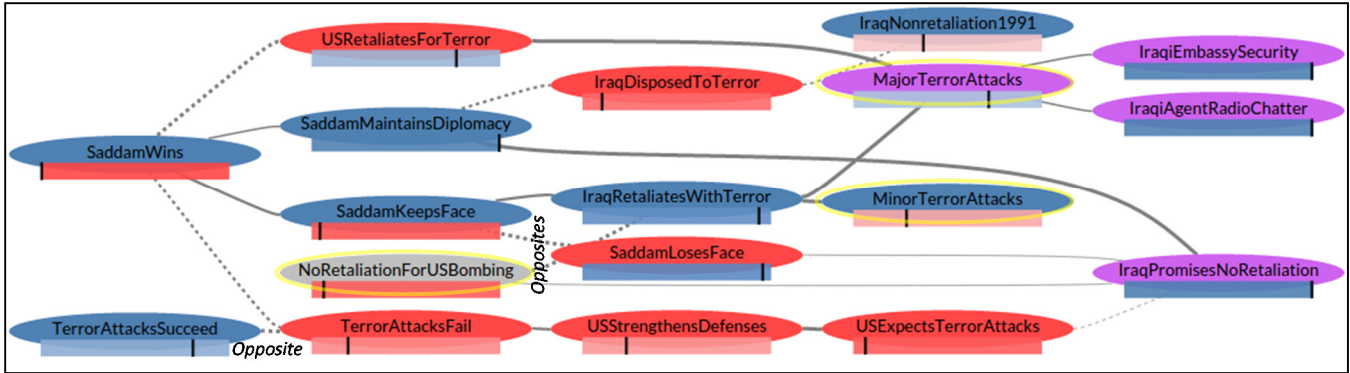 USRetaliatesForTerror
IraqNonretaliation1991
IraqiEmbassySecurity
IraqDisposedToTerror
MajorTerrorAttacks
IraqiAgentRadioChatter
SaddamMaintainsDiplomacy
SaddamWins
SaddamKeepsFace
IraqRetaliatesWithTerror
MinorTerrorAttacks
Opposites
SaddamLosesFace
NoRetaliationForUSBombing
IraqPromisesNoRetaliation
TerrorAttacksSucceed
Opposite
TerrorAttacksFail
USStrengthensDefenses
USExpectsTerrorAttacks